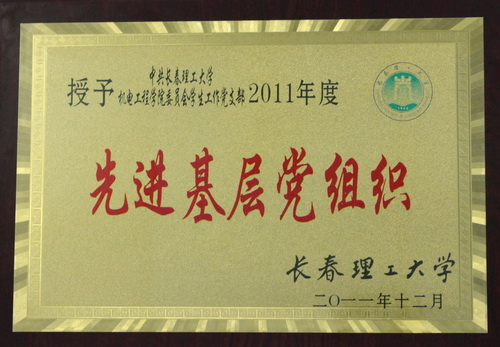 中共长春理工大学
授予机电工程学院委员会学生工作党支部2011年度
先进基层党组织
长春理工大学
二〇一一年十二月